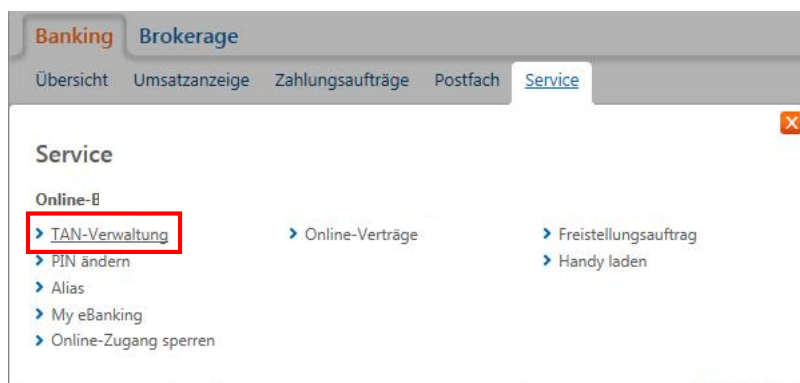 Banking Brokerage
Übersicht Umsatzanzeige Zahlungsaufträge Postfach Service
Service
Online-B
TAN-Verwaltung Online-Verträge Freistellungsauftrag
PIN ändern Handy laden
Alias
My eBanking
Online-Zugang sperren